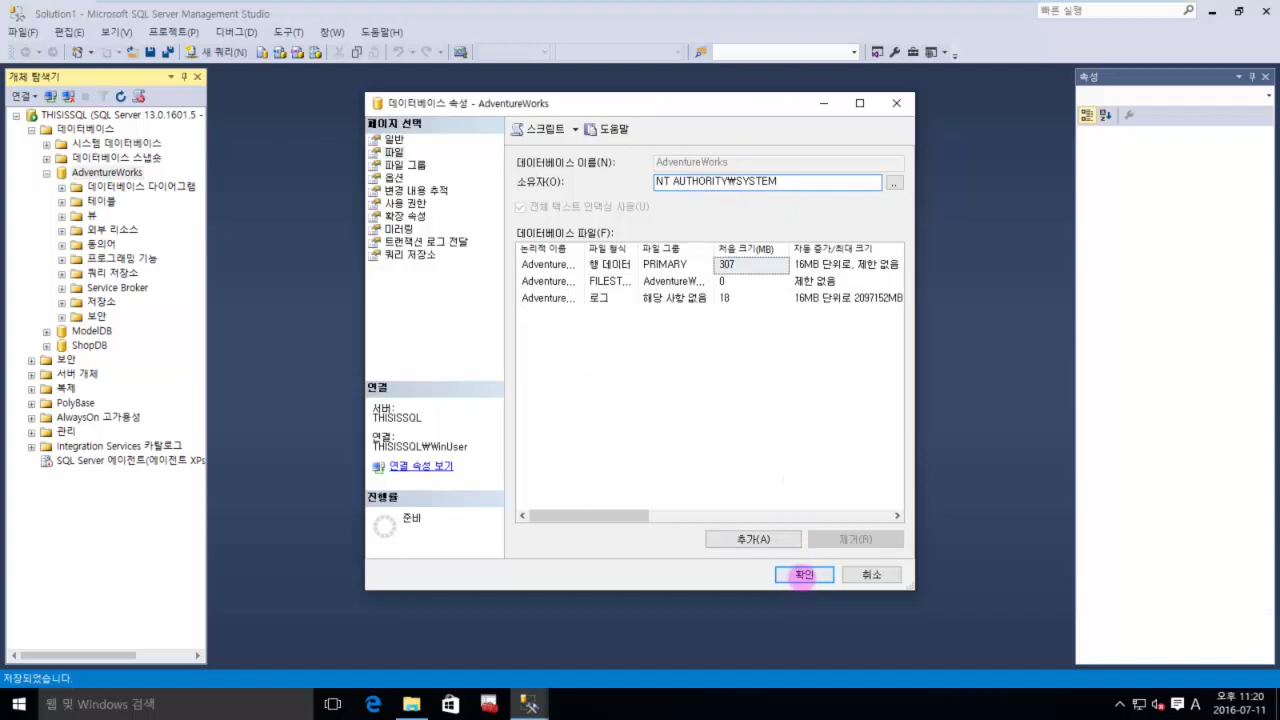 Solution1 - Microsoft SQL Server Management Studio
빠른 실행
파일(F) 편집(E) 보기(V) 프로젝트(P) 디버그(D) 도구(T) 창(W) 도움말(H)
새 쿼리(N)
개체 탐색기
연결
THISISSQL (SQL Server 13.0.1601.5 -
데이터베이스
시스템 데이터베이스
데이터베이스 스냅숏
AdventureWorks
데이터베이스 다이어그램
테이블
뷰
외부 리소스
동의어
프로그래밍 기능
쿼리 저장소
Service Broker
저장소
보안
ModelDB
ShopDB
보안
서버 개체
복제
PolyBase
AlwaysOn 고가용성
관리
Integration Services 카탈로그
SQL Server 에이전트(에이전트 XPs
데이터베이스 속성 - AdventureWorks
페이지 선택
일반
파일
파일 그룹
옵션
변경 내용 추적
사용 권한
확장 속성
미러링
트랜잭션 로그 전달
쿼리 저장소
연결
서버:
THISISSQL
연결:
THISISSQL₩WinUser
연결 속성 보기
진행률
준비
스크립트 도움말
데이터베이스 이름(N): AdventureWorks
소유자(O): NT AUTHORITY₩SYSTEM ..
전체 텍스트 인덱싱 사용(U)
데이터베이스 파일(F):
논리적 이름 파일 형식 파일 그룹 처음 크기(MB) 자동 증가/최대 크기
Adventure... 행 데이터 PRIMARY 307 16MB 단위로, 제한 없음
Adventure... FILEST... AdventureW... 0 제한 없음
Adventure... 로그 해당 사항 없음 18 16MB 단위로 2097152MB
추가(A) 제거(R)
확인 취소
속성
저장되었습니다.
웹 및 Windows 검색
A
오후 11:20
2016-07-11